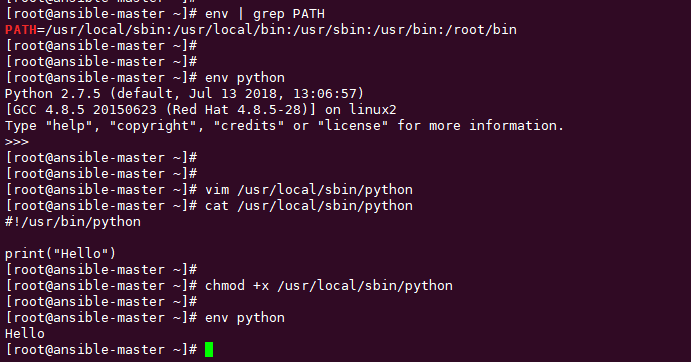 [root@ansible-master ~]# env | grep PATH
PATH=/usr/local/sbin:/usr/local/bin:/usr/sbin:/usr/bin:/root/bin
[root@ansible-master ~]#
[root@ansible-master ~]#
[root@ansible-master ~]# env python
Python 2.7.5 (default, Jul 13 2018, 13:06:57)
[GCC 4.8.5 20150623 (Red Hat 4.8.5-28)] on linux2
Type "help", "copyright", "credits" or "license" for more information.
>>>
[root@ansible-master ~]#
[root@ansible-master ~]#
[root@ansible-master ~]# vim /usr/local/sbin/python
[root@ansible-master ~]# cat /usr/local/sbin/python
#!/usr/bin/python

print("Hello")
[root@ansible-master ~]#
[root@ansible-master ~]# chmod +x /usr/local/sbin/python
[root@ansible-master ~]#
[root@ansible-master ~]# env python
Hello
[root@ansible-master ~]#